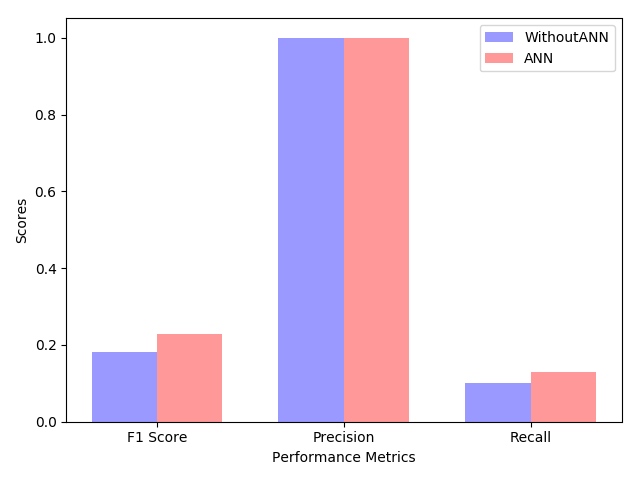 WithoutANN
ANN
1.0
0.8
0.6
0.4
0.2
0.0
Scores
F1 Score Precision Recall
Performance Metrics